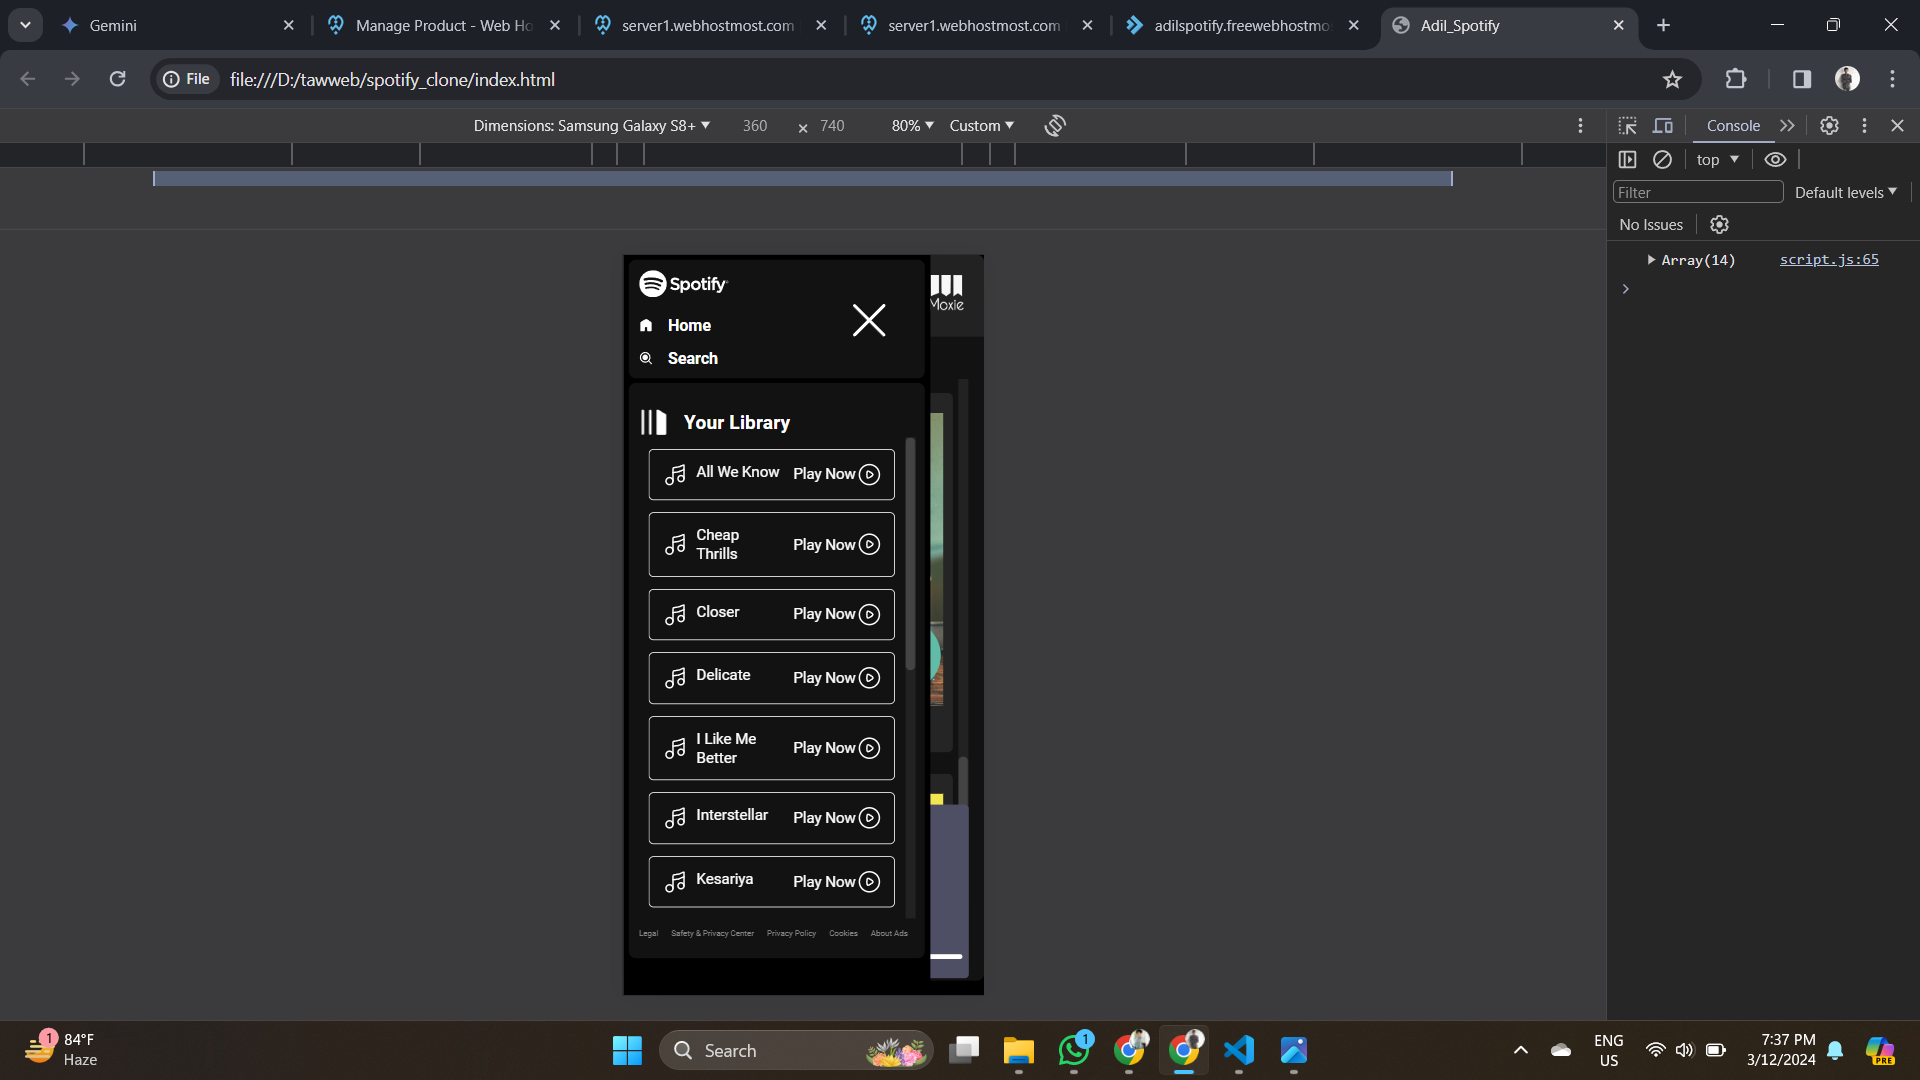 Gemini
Manage Product - Web Ho
server1.webhostmost.com
server1.webhostmost.com
adilspotify.freewebhostmo
Adil_Spotify
File
file:///D:/tawweb/spotify_clone/index.html
Dimensions: Samsung Galaxy S8+
360 × 740
80%
Custom
Console
top
Filter
Default levels
No Issues
Array(14)
script.js:65
Spotify
Home
Search
Moxie
Your Library
All We Know Play Now
Cheap
Thrills
Play Now
Closer Play Now
Delicate Play Now
I Like Me
Better
Play Now
Interstellar Play Now
Kesariya Play Now
Legal Safety & Privacy Center Privacy Policy Cookies About Ads
1
84°F
Haze
Search
1
ENG
US
7:37 PM
3/12/2024
PRE